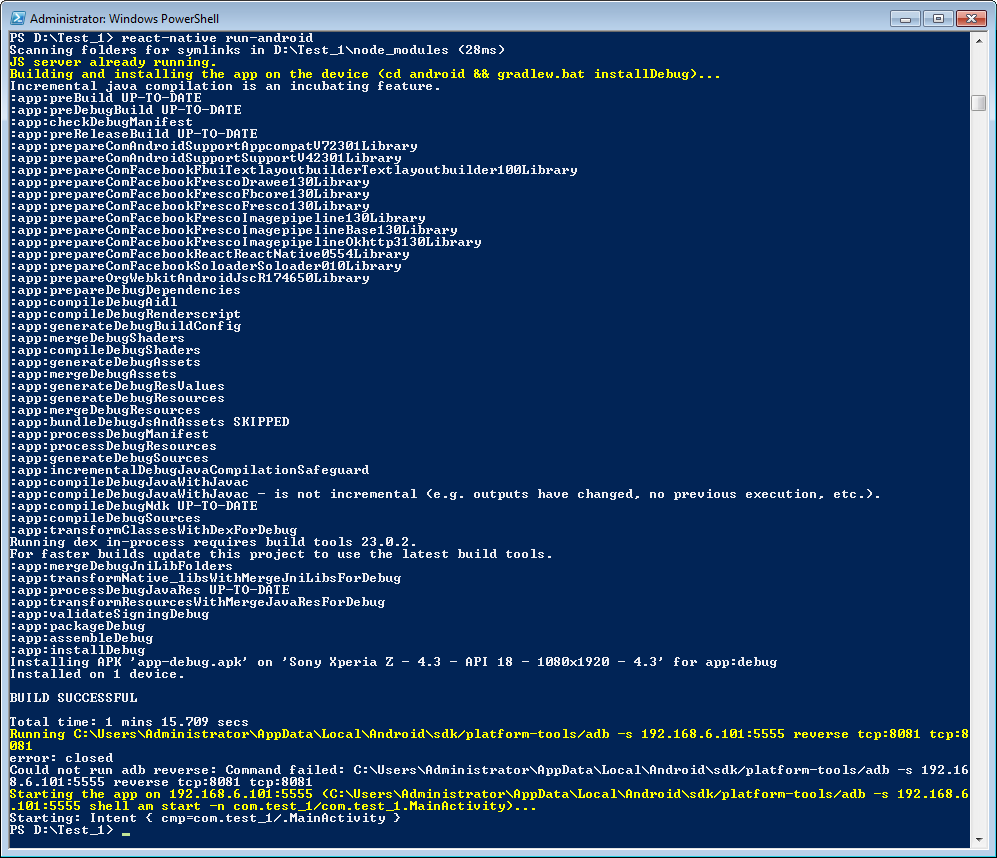 Administrator: Windows PowerShell
PS D:\Test_1> react-native run-android
Scanning folders for symlinks in D:\Test_1\node_modules (28ms)
JS server already running.
Building and installing the app on the device (cd android && gradlew.bat installDebug)...
Incremental java compilation is an incubating feature.
:app:preBuild UP-TO-DATE
:app:preDebugBuild UP-TO-DATE
:app:checkDebugManifest
:app:preReleaseBuild UP-TO-DATE
:app:prepareComAndroidSupportAppcompatV72301Library
:app:prepareComAndroidSupportSupportV42301Library
:app:prepareComFacebookFbuiTextlayoutbuilderTextlayoutbuilder100Library
:app:prepareComFacebookFrescoDrawee130Library
:app:prepareComFacebookFrescoFbcore130Library
:app:prepareComFacebookFrescoFresco130Library
:app:prepareComFacebookFrescoImagepipeline130Library
:app:prepareComFacebookFrescoImagepipelineBase130Library
:app:prepareComFacebookFrescoImagepipelineOkhttp3130Library
:app:prepareComFacebookReactReactNative0554Library
:app:prepareComFacebookSoloaderSoloader010Library
:app:prepareOrgWebkitAndroidJscR174650Library
:app:prepareDebugDependencies
:app:compileDebugAidl
:app:compileDebugRenderscript
:app:generateDebugBuildConfig
:app:mergeDebugShaders
:app:compileDebugShaders
:app:generateDebugAssets
:app:mergeDebugAssets
:app:generateDebugResValues
:app:generateDebugResources
:app:mergeDebugResources
:app:bundleDebugJsAndAssets SKIPPED
:app:processDebugManifest
:app:processDebugResources
:app:generateDebugSources
:app:incrementalDebugJavaCompilationSafeguard
:app:compileDebugJavaWithJavac
:app:compileDebugJavaWithJavac - is not incremental (e.g. outputs have changed, no previous execution, etc.).
:app:compileDebugNdk UP-TO-DATE
:app:compileDebugSources
:app:transformClassesWithDexForDebug
Running dex in-process requires build tools 23.0.2.
For faster builds update this project to use the latest build tools.
:app:mergeDebugJniLibFolders
:app:transformNative_libsWithMergeJniLibsForDebug
:app:processDebugJavaRes UP-TO-DATE
:app:transformResourcesWithMergeJavaResForDebug
:app:validateSigningDebug
:app:packageDebug
:app:assembleDebug
:app:installDebug
Installing APK 'app-debug.apk' on 'Sony Xperia Z - 4.3 - API 18 - 1080x1920 - 4.3' for app:debug
Installed on 1 device.
BUILD SUCCESSFUL
Total time: 1 mins 15.709 secs
Running C:\Users\Administrator\AppData\Local\Android\sdk/platform-tools/adb -s 192.168.6.101:5555 reverse tcp:8081 tcp:8
081
error: closed
Could not run adb reverse: Command failed: C:\Users\Administrator\AppData\Local\Android\sdk/platform-tools/adb -s 192.16
8.6.101:5555 reverse tcp:8081 tcp:8081
Starting the app on 192.168.6.101:5555 (C:\Users\Administrator\AppData\Local\Android\sdk/platform-tools/adb -s 192.168.6
.101:5555 shell am start -n com.test_1/com.test_1.MainActivity)...
Starting: Intent { cmp=com.test_1/.MainActivity }
PS D:\Test_1> _